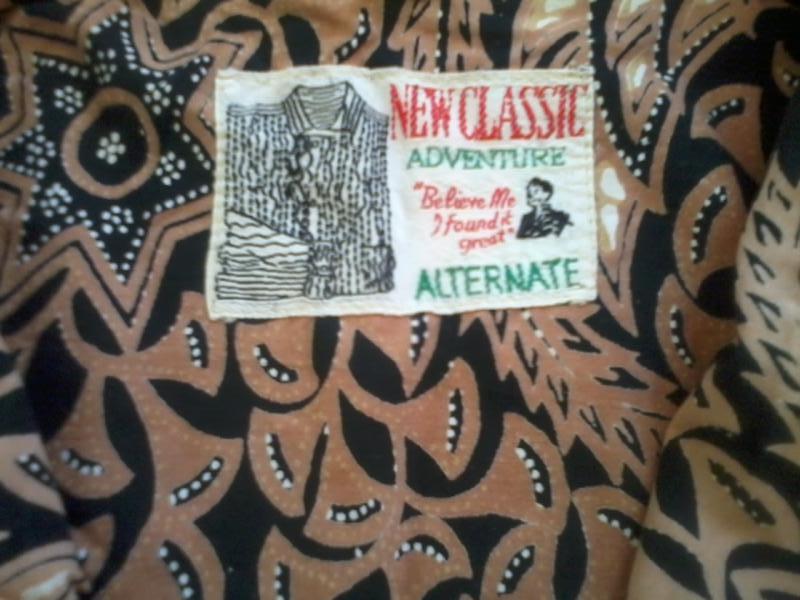 NEW CLASSIC
ADVENTURE
"Believe Me
I found it
great"
ALTERNATE